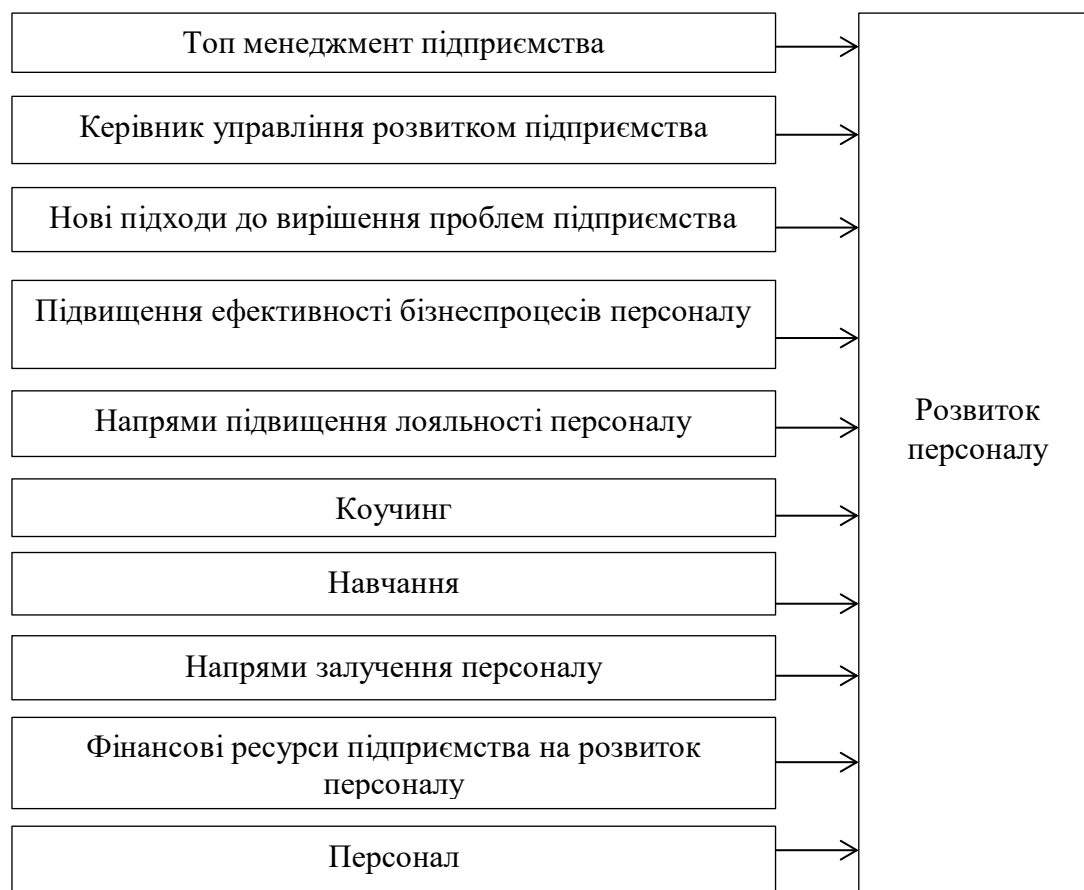 Топ менеджмент підприємства
Керівник управління розвитком підприємства
Нові підходи до вирішення проблем підприємства
Підвищення ефективності бізнеспроцесів персоналу
Напрями підвищення лояльності персоналу
Коучинг
Навчання
Напрями залучення персоналу
Фінансові ресурси підприємства на розвиток
персоналу
Персонал
Розвиток
персоналу